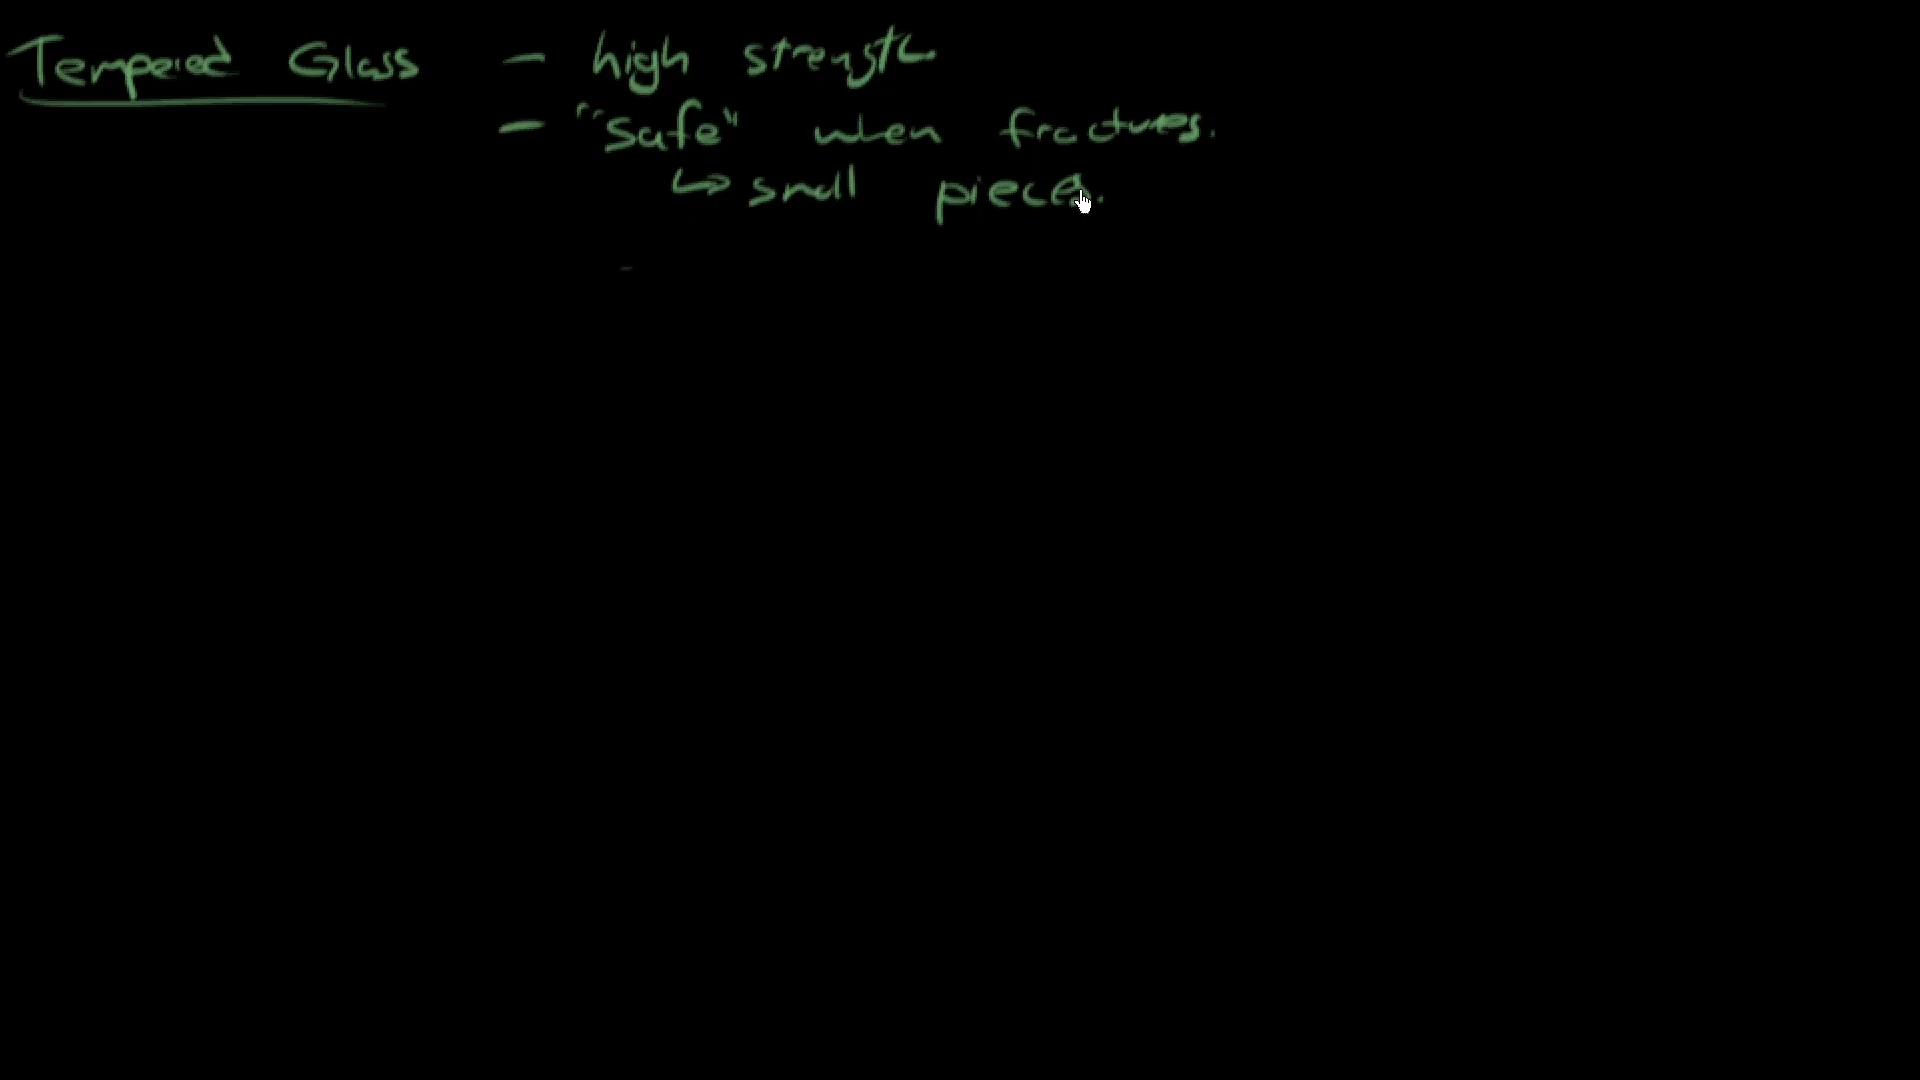 Tempered Glass - high strength
- "Safe" when fractures.
↳ small pieces.